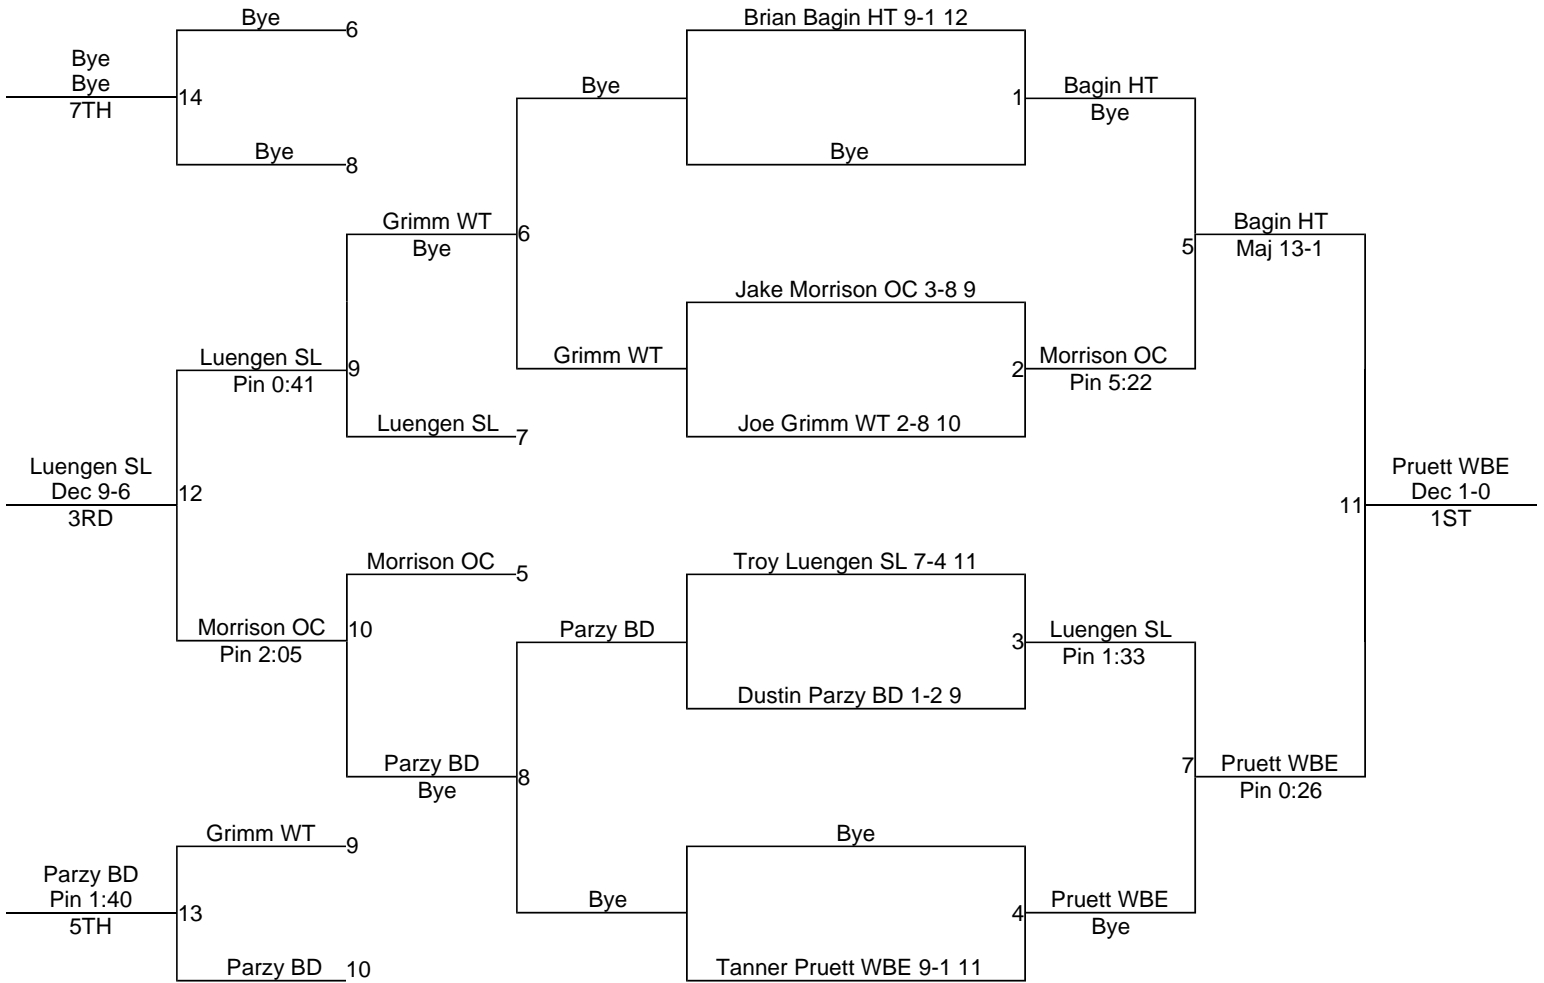 Bye
6
Bye
Bye
7TH
14
Bye
8
Brian Bagin HT 9-1 12
Bye
1
Bagin HT
Bye
Bye
Grimm WT
Bye
6
Bagin HT
Maj 13-1
5
Jake Morrison OC 3-8 9
Luengen SL
Pin 0:41
9
Grimm WT
2
Morrison OC
Pin 5:22
Luengen SL
7
Joe Grimm WT 2-8 10
Luengen SL
Dec 9-6
3RD
12
11
Pruett WBE
Dec 1-0
1ST
Morrison OC
5
Troy Luengen SL 7-4 11
Morrison OC
Pin 2:05
10
Parzy BD
3
Luengen SL
Pin 1:33
Dustin Parzy BD 1-2 9
Parzy BD
Bye
8
7
Pruett WBE
Pin 0:26
Grimm WT
9
Bye
Parzy BD
Pin 1:40
5TH
13
Bye
4
Pruett WBE
Bye
Parzy BD
10
Tanner Pruett WBE 9-1 11